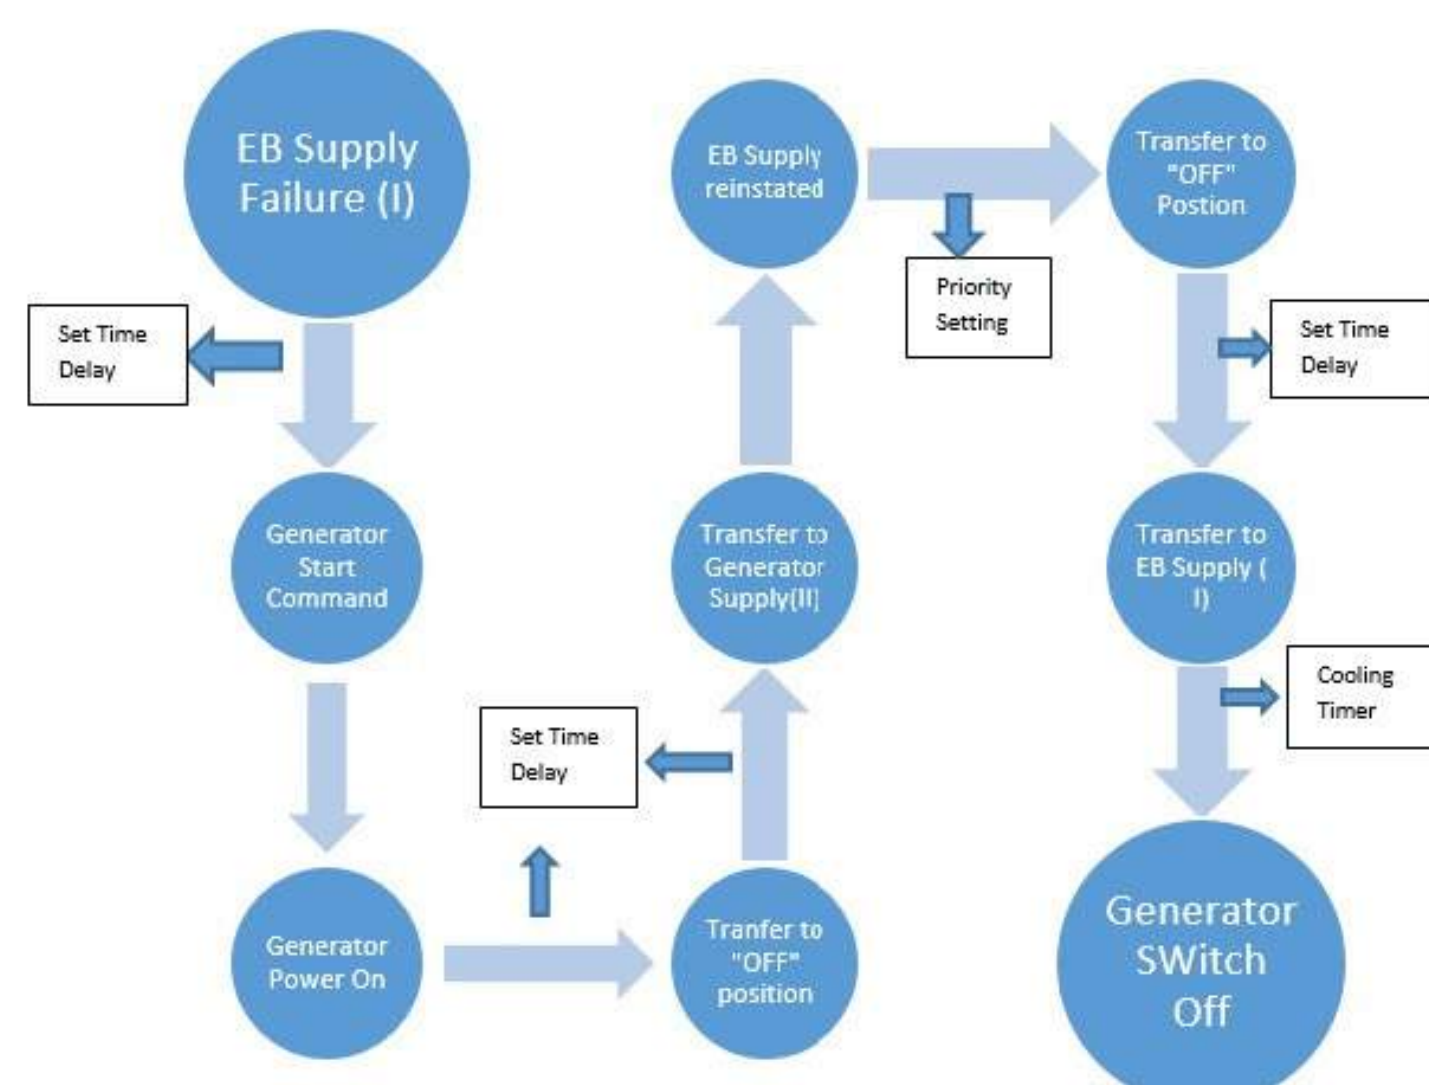 EB Supply
Failure (I)
Set Time
Delay
Generator
Start
Command
Generator
Power On
Set Time
Delay
Tranfer to
"OFF"
position
Transfer to
Generator
Supply(II)
EB Supply
reinstated
Priority
Setting
Transfer to
"OFF"
Postion
Set Time
Delay
Transfer to
EB Supply (
I)
Cooling
Timer
Generator
SWitch
Off